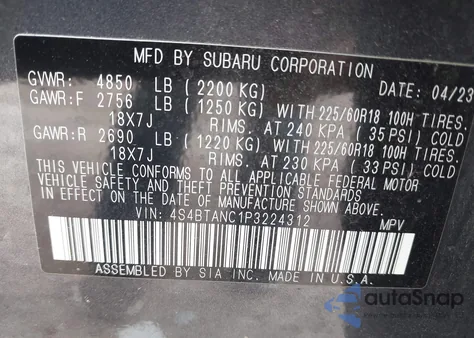 MFD BY SUBARU CORPORATION
GVWR: 4850 LB (2200 KG) DATE: 04/23
GAWR:F 2756 LB (1250 KG) WITH 225/60R18 100H TIRES.
18X7J RIMS. AT 240 KPA (35 PSI) COLD
GAWR:R 2690 LB (1220 KG) WITH 225/60R18 100H TIRES.
18X7J RIMS. AT 230 KPA (33 PSI) COLD
THIS VEHICLE CONFORMS TO ALL APPLICABLE FEDERAL MOTOR
VEHICLE SAFETY AND THEFT PREVENTION STANDARDS
IN EFFECT ON THE DATE OF MANUFACTURE SHOWN ABOVE.
VIN: 4S4BTANC1P3224312 MPV
ASSEMBLED BY SIA INC. MADE IN U.S.A.
autoSnap